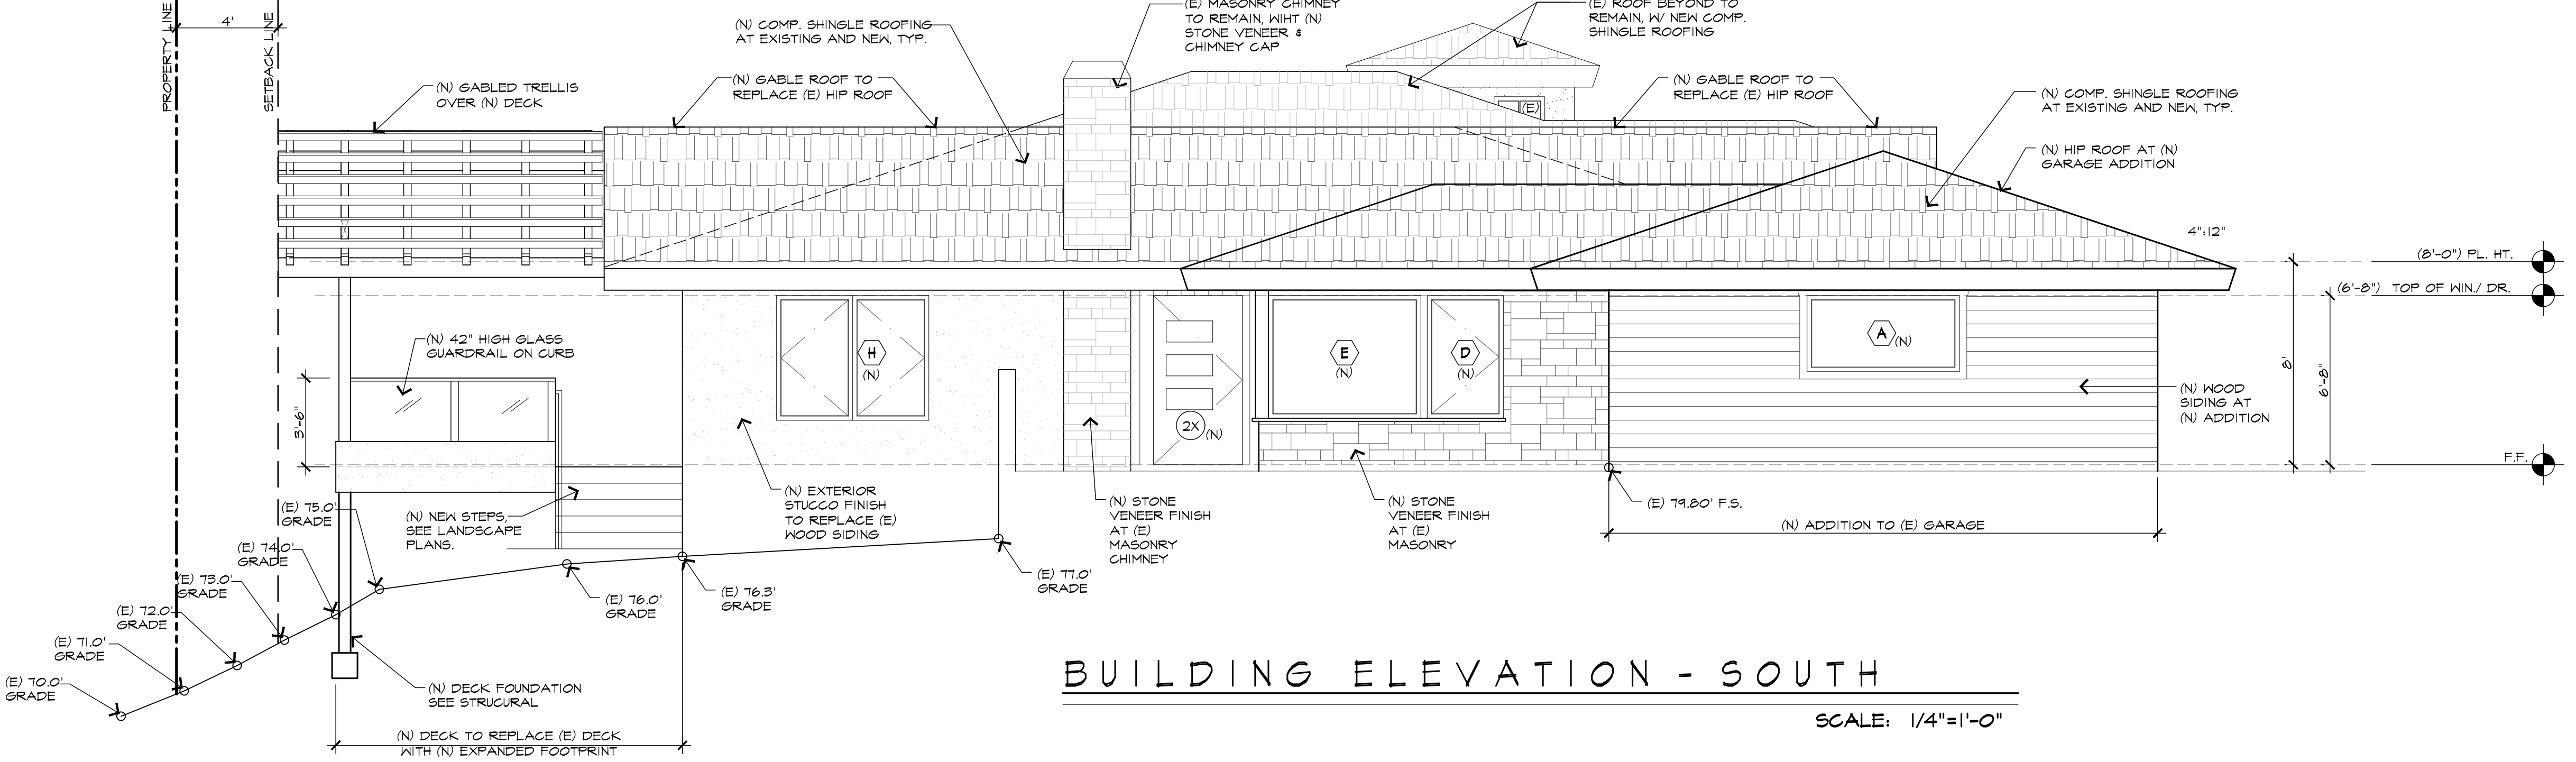 PROPERTY LINE
4'
SETBACK LINE
(N) GABLED TRELLIS
OVER (N) DECK
(N) COMP. SHINGLE ROOFING
AT EXISTING AND NEW, TYP.
(N) GABLE ROOF TO
REPLACE (E) HIP ROOF
(E) MASONRY CHIMNEY
TO REMAIN, WIHT (N)
STONE VENEER &
CHIMNEY CAP
(E) ROOF BEYOND TO
REMAIN, W/ NEW COMP.
SHINGLE ROOFING
(E)
(N) GABLE ROOF TO
REPLACE (E) HIP ROOF
(N) COMP. SHINGLE ROOFING
AT EXISTING AND NEW, TYP.
(N) HIP ROOF AT (N)
GARAGE ADDITION
4":12"
(8'-0") PL. HT.
(6'-8") TOP OF WIN./ DR.
8'
6'-8"
F.F.
(N) 42" HIGH GLASS
GUARDRAIL ON CURB
3'-6"
H
(N)
2X
(N)
E
(N)
D
(N)
A
(N)
(N) WOOD
SIDING AT
(N) ADDITION
(N) NEW STEPS,
SEE LANDSCAPE
PLANS.
(N) EXTERIOR
STUCCO FINISH
TO REPLACE (E)
WOOD SIDING
(N) STONE
VENEER FINISH
AT (E)
MASONRY
CHIMNEY
(N) STONE
VENEER FINISH
AT (E)
MASONRY
(E) 79.80' F.S.
(N) ADDITION TO (E) GARAGE
(E) 75.0'
GRADE
(E) 74.0'
GRADE
(E) 73.0'
GRADE
(E) 72.0'
GRADE
(E) 71.0'
GRADE
(E) 70.0'
GRADE
(E) 76.0'
GRADE
(E) 76.3'
GRADE
(E) 77.0'
GRADE
(N) DECK FOUNDATION
SEE STRUCURAL
(N) DECK TO REPLACE (E) DECK
WITH (N) EXPANDED FOOTPRINT
BUILDING ELEVATION - SOUTH
SCALE: 1/4"=1'-0"